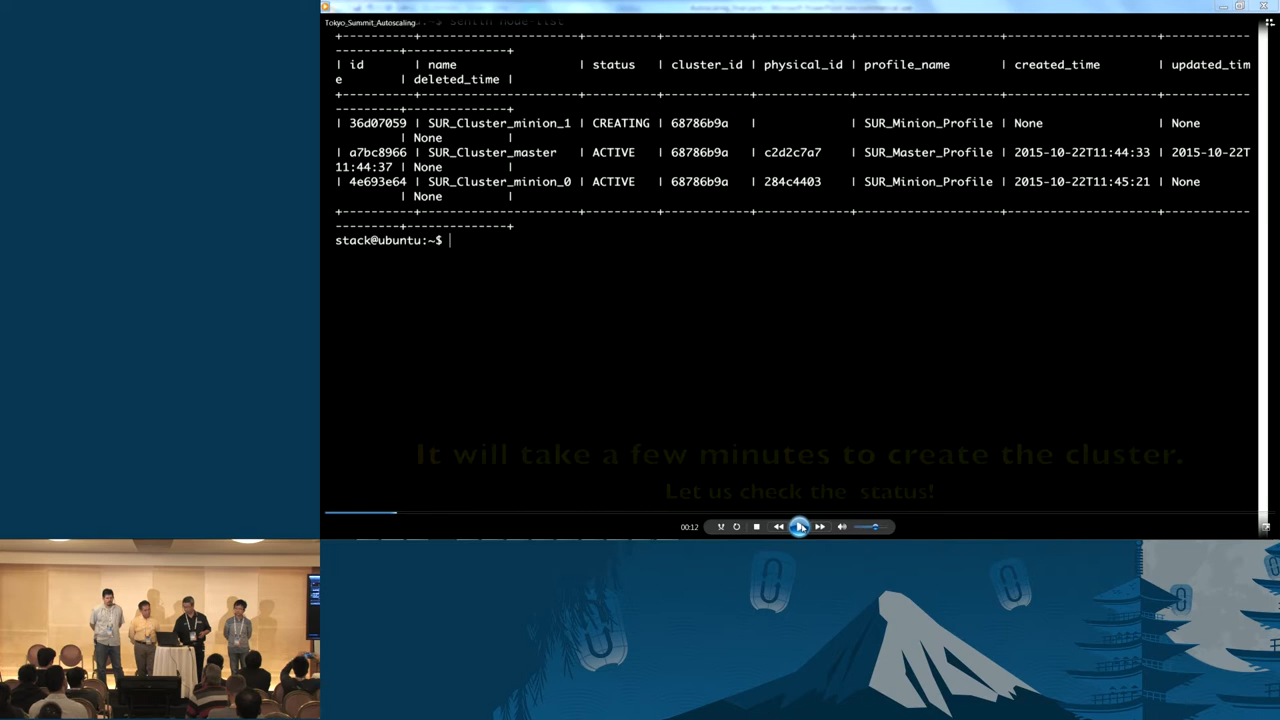 Tokyo_Summit_Autoscaling
senlin node-list
+--------+--------------+--------+------------+-------------+--------------+--------------+-----------
---------+--------------+
| id | name | status | cluster_id | physical_id | profile_name | created_time | updated_tim
e | deleted_time |
+--------+--------------+--------+------------+-------------+--------------+--------------+-----------
---------+--------------+
| 36d07059 | SUR_Cluster_minion_1 | CREATING | 68786b9a | | SUR_Minion_Profile | None | None
| None |
| a7bc8966 | SUR_Cluster_master | ACTIVE | 68786b9a | c2d2c7a7 | SUR_Master_Profile | 2015-10-22T11:44:33 | 2015-10-22T
11:44:37 | None |
| 4e693e64 | SUR_Cluster_minion_0 | ACTIVE | 68786b9a | 284c4403 | SUR_Minion_Profile | 2015-10-22T11:45:21 | None
| None |
+--------+--------------+--------+------------+-------------+--------------+--------------+-----------
---------+--------------+
stack@ubuntu:~$
It will take a few minutes to create the cluster.
Let us check the status!
00:12